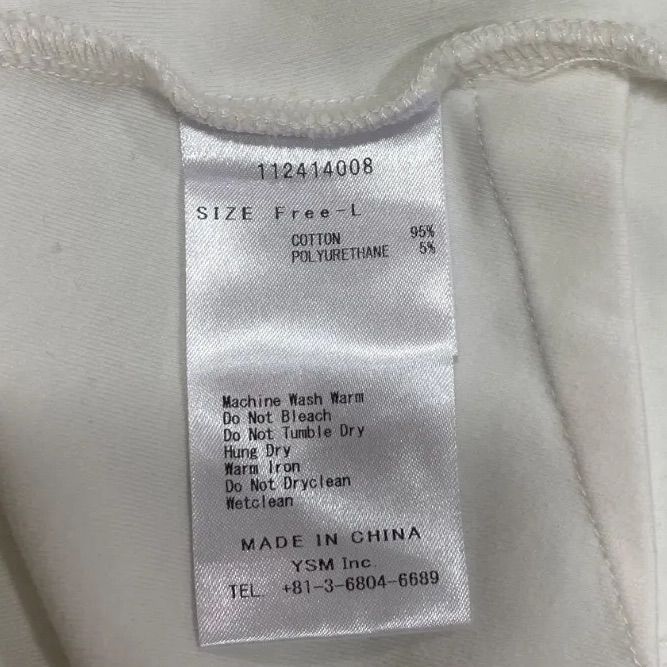 112414008
SIZE Free-L
COTTON 95%
POLYURETHANE 5%
Machine Wash Warm
Do Not Bleach
Do Not Tumble Dry
Hung Dry
Warm Iron
Do Not Dryclean
Wetclean
MADE IN CHINA
YSM Inc.
TEL. +81-3-6804-6689